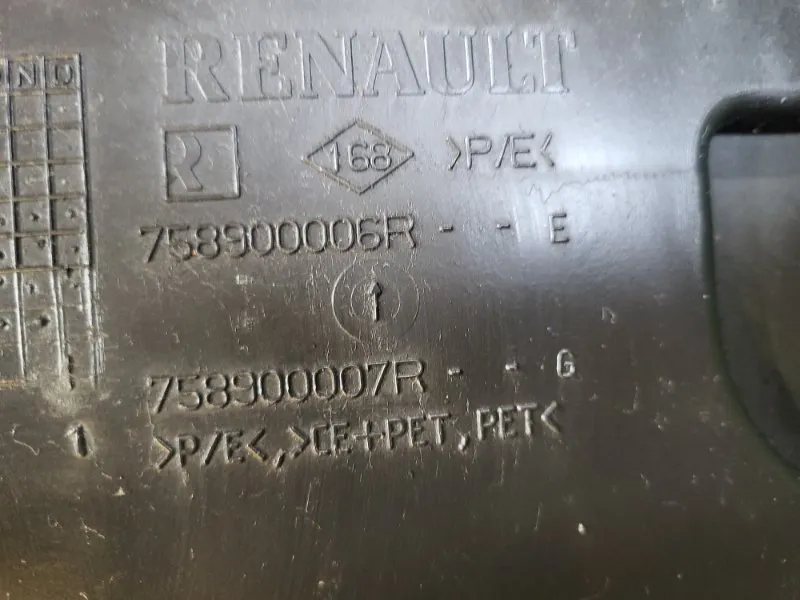 RENAULT
O N D
R 168 >P/E<
758900006R - - E
758900007R - - G
1 >P/E<,>CE+PET,PET<